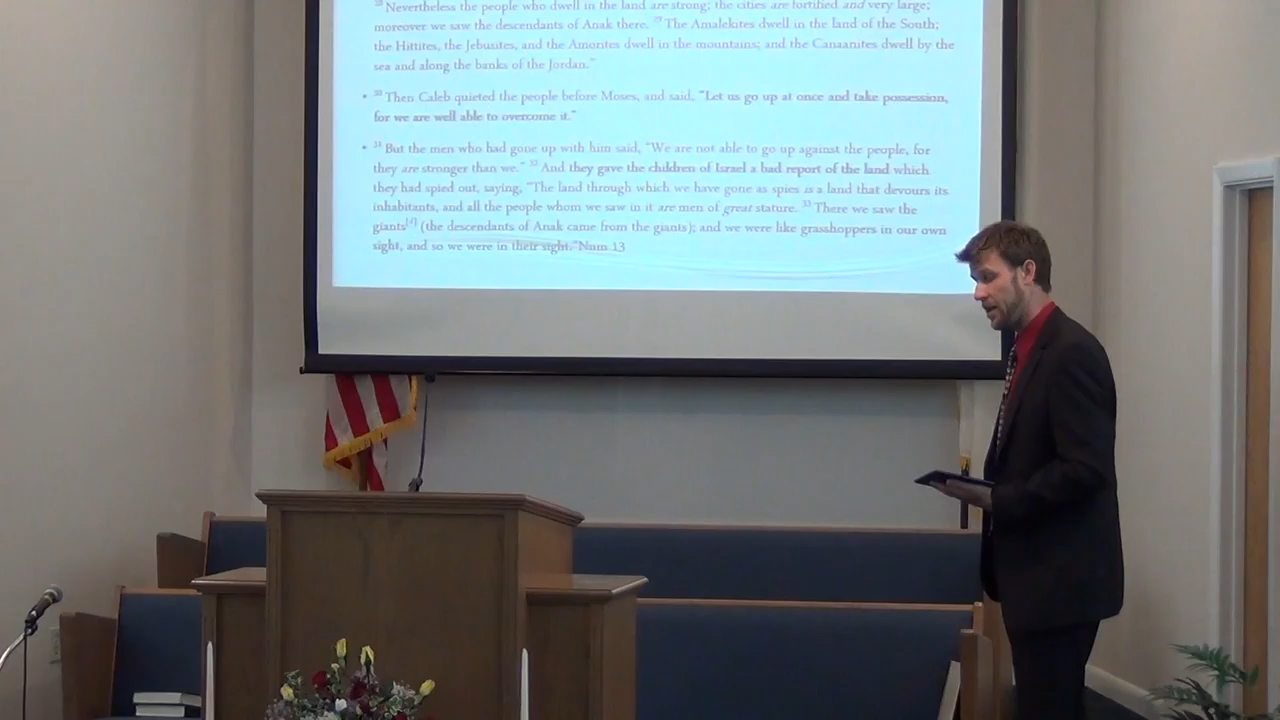 28 Nevertheless the people who dwell in the land are strong; the cities are fortified and very large;
moreover we saw the descendants of Anak there. 29 The Amalekites dwell in the land of the South;
the Hittites, the Jebusites, and the Amorites dwell in the mountains; and the Canaanites dwell by the
sea and along the banks of the Jordan."
• 30 Then Caleb quieted the people before Moses, and said, "Let us go up at once and take possession,
for we are well able to overcome it."
• 31 But the men who had gone up with him said, "We are not able to go up against the people, for
they are stronger than we." 32 And they gave the children of Israel a bad report of the land which
they had spied out, saying, "The land through which we have gone as spies is a land that devours its
inhabitants, and all the people whom we saw in it are men of great stature. 33 There we saw the
giants (the descendants of Anak came from the giants); and we were like grasshoppers in our own
sight, and so we were in their sight."Num 13